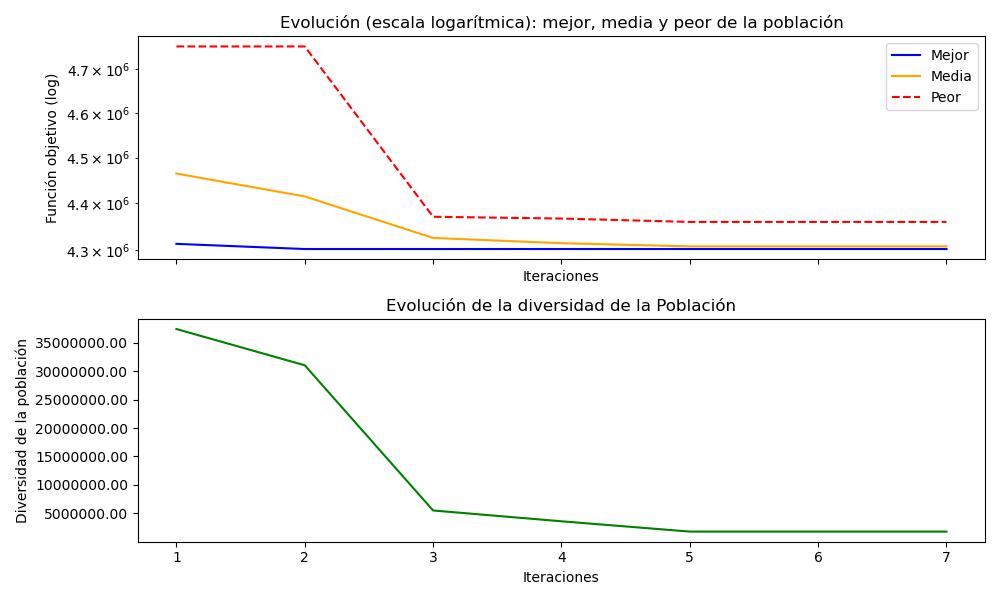 Evolución (escala logarítmica): mejor, media y peor de la población
Función objetivo (log)
4.7 × 10⁶
4.6 × 10⁶
4.5 × 10⁶
4.4 × 10⁶
4.3 × 10⁶
Mejor
Media
Peor
Iteraciones
Evolución de la diversidad de la Población
Diversidad de la población
35000000.00
30000000.00
25000000.00
20000000.00
15000000.00
10000000.00
5000000.00
1 2 3 4 5 6 7
Iteraciones